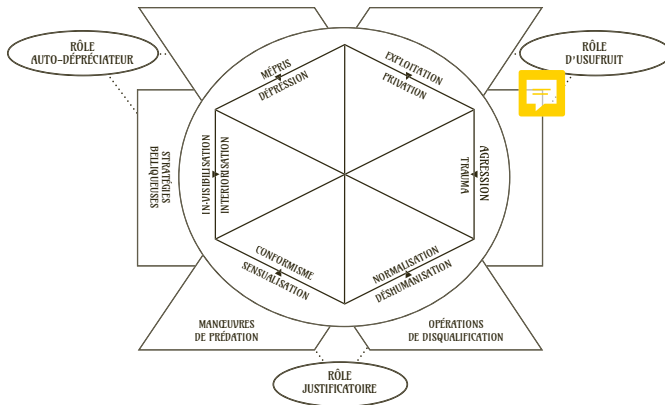 RÔLE
AUTO-DÉPRÉCIATEUR
RÔLE
D'USUFRUIT
MÉPRIS
DÉPRESSION
EXPLOITATION
PRIVATION
STRATÉGIES
BELLIQUEUSES
IN-VISIBILISATION
INTERIORISATION
AGRESSION
TRAUMA
CONFORMISME
SENSUALISATION
NORMALISATION
DÉSHUMANISATION
MANŒUVRES
DE PRÉDATION
OPÉRATIONS
DE DISQUALIFICATION
RÔLE
JUSTIFICATOIRE